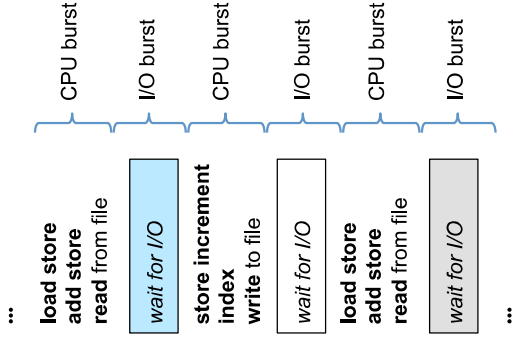 ...
load store
add store
read from file
CPU burst
wait for I/O
I/O burst
store increment
index
write to file
CPU burst
wait for I/O
I/O burst
load store
add store
read from file
CPU burst
wait for I/O
I/O burst
...